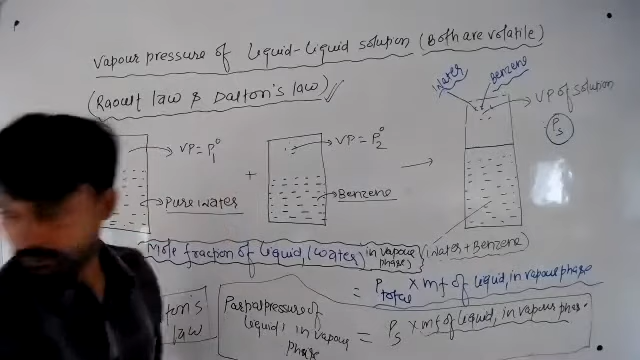 Vapour pressure of liquid-liquid solution (Both are volatile)
(Raoult law & Dalton's law)
Water
Benzene
VP of solution
Ps
VP = P1°
+
VP = P2°
Pure water
Benzene
(Water + Benzene)
Mole fraction of liquid, (water) in vapour phase
= Ptotal × mf of liquid, in vapour phase
ton's
law
Partial pressure of
liquid, in vapour
phase
= Ps × mf of liquid, in vapour phase